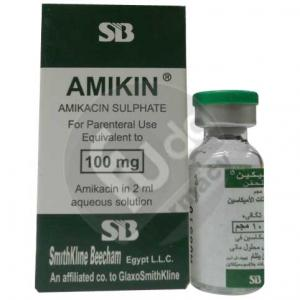 SB
AMIKIN®
AMIKACIN SULPHATE
For Parenteral Use
Equivalent to
100 mg
Amikacin in 2 ml
aqueous solution
SB
SmithKline Beecham
Egypt L.L.C.
An affiliated co. to GlaxoSmithKline